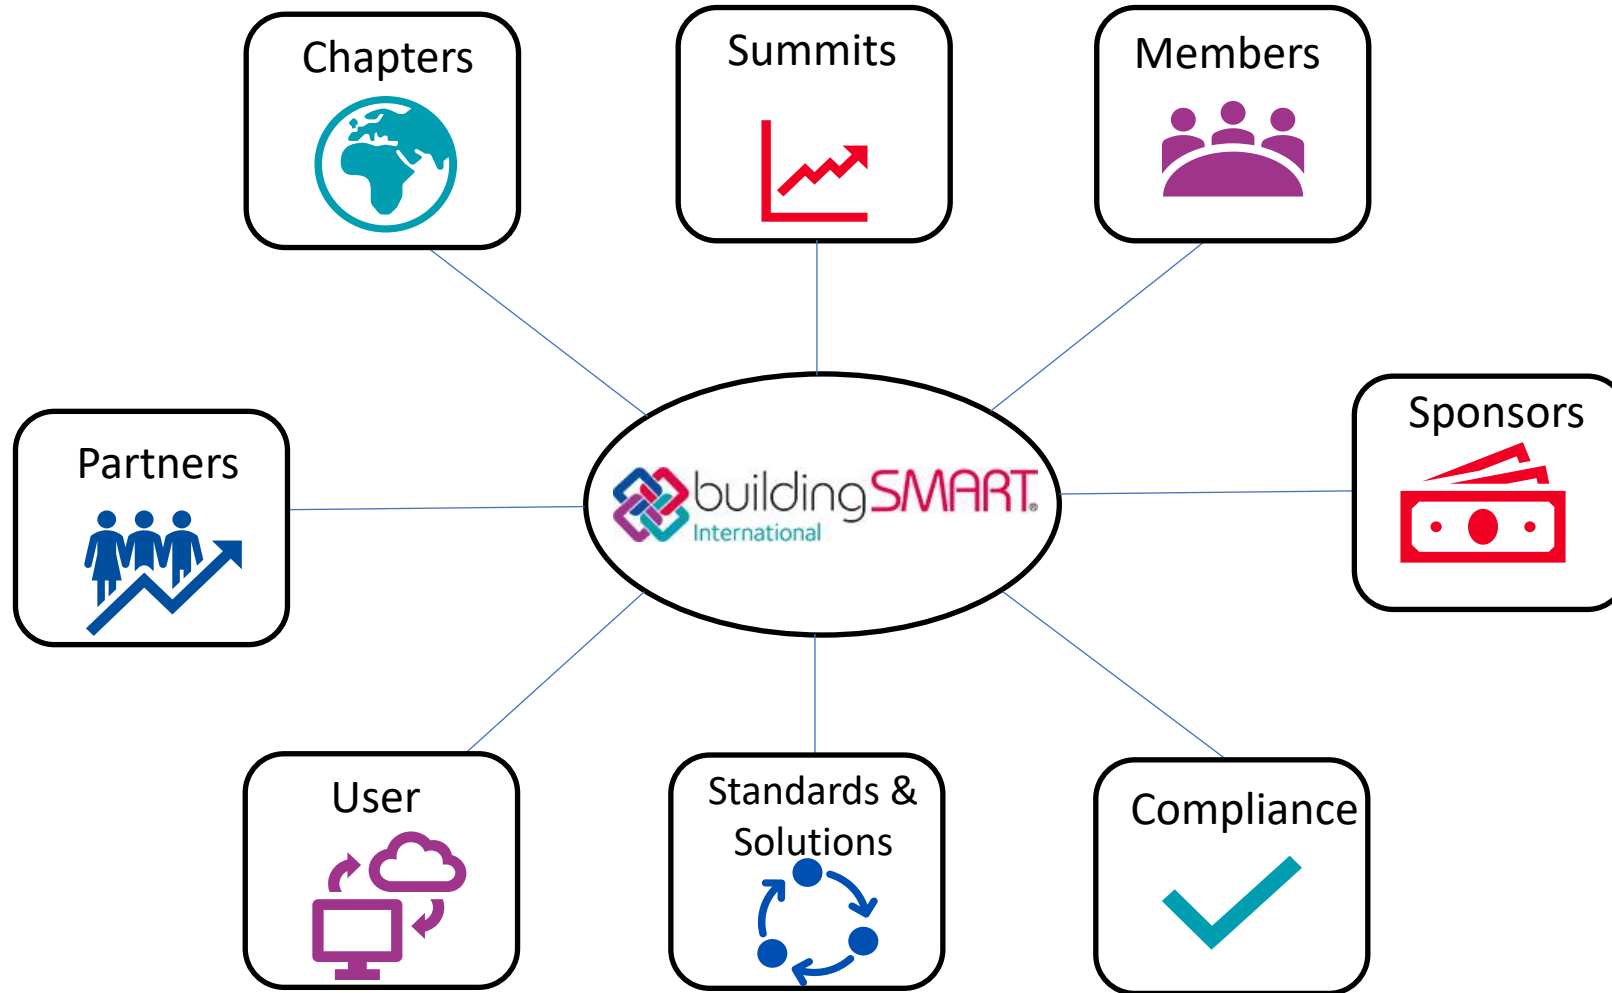 Chapters
Summits
Members
Partners
buildingSMART®
International
Sponsors
User
Standards &
Solutions
Compliance